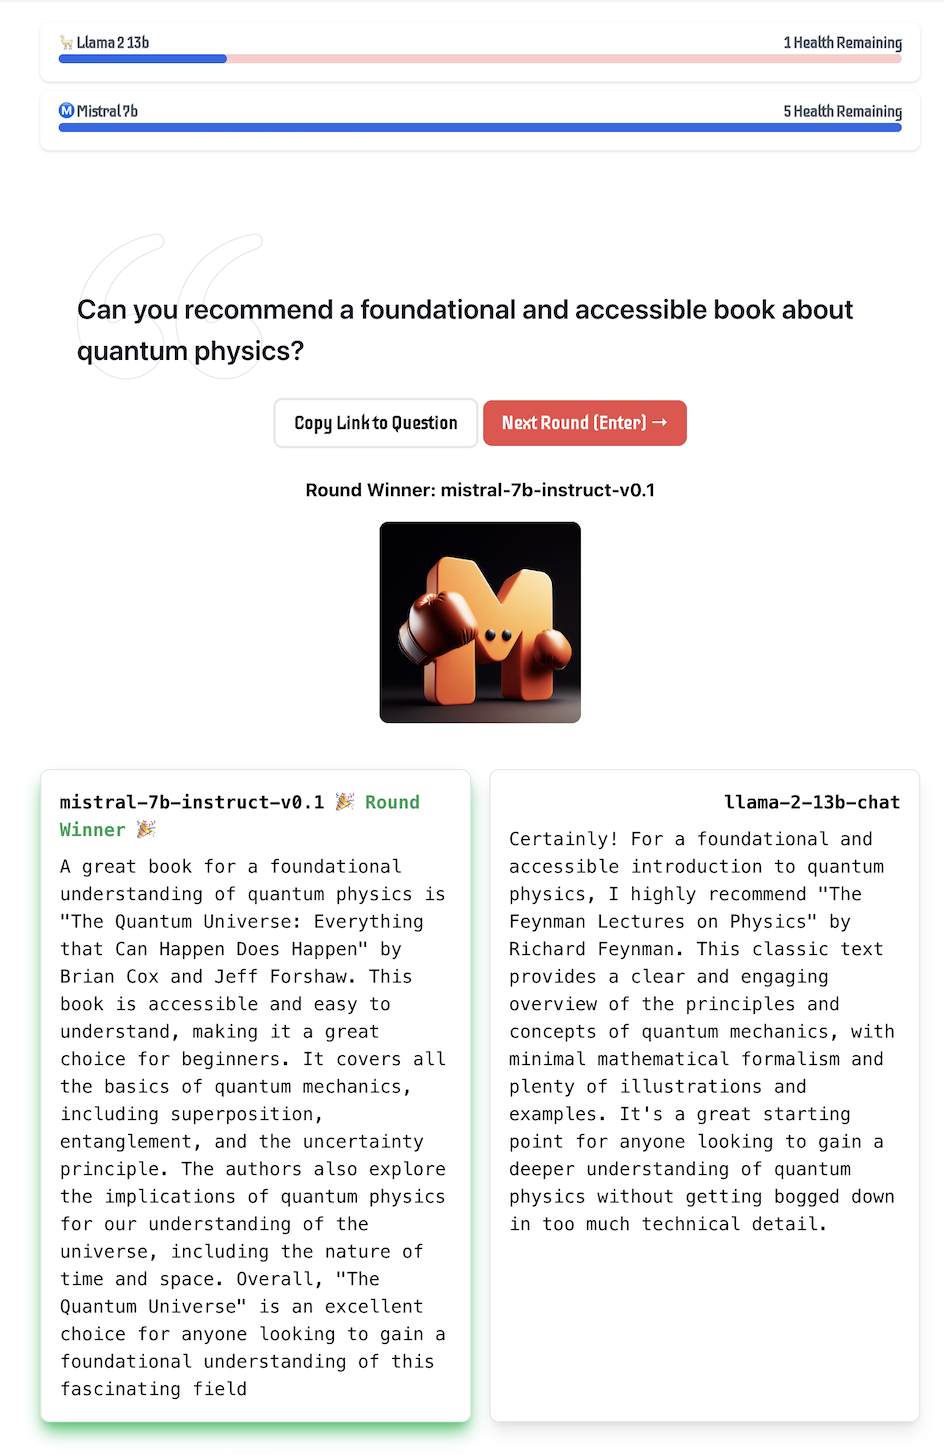 🦙 Llama 2 13b 1 Health Remaining
Ⓜ Mistral 7b 5 Health Remaining
Can you recommend a foundational and accessible book about
quantum physics?
Copy Link to Question Next Round (Enter) →
Round Winner: mistral-7b-instruct-v0.1
mistral-7b-instruct-v0.1 🎉 Round
Winner 🎉
A great book for a foundational
understanding of quantum physics is
"The Quantum Universe: Everything
that Can Happen Does Happen" by
Brian Cox and Jeff Forshaw. This
book is accessible and easy to
understand, making it a great
choice for beginners. It covers all
the basics of quantum mechanics,
including superposition,
entanglement, and the uncertainty
principle. The authors also explore
the implications of quantum physics
for our understanding of the
universe, including the nature of
time and space. Overall, "The
Quantum Universe" is an excellent
choice for anyone looking to gain a
foundational understanding of this
fascinating field
llama-2-13b-chat
Certainly! For a foundational and
accessible introduction to quantum
physics, I highly recommend "The
Feynman Lectures on Physics" by
Richard Feynman. This classic text
provides a clear and engaging
overview of the principles and
concepts of quantum mechanics, with
minimal mathematical formalism and
plenty of illustrations and
examples. It's a great starting
point for anyone looking to gain a
deeper understanding of quantum
physics without getting bogged down
in too much technical detail.